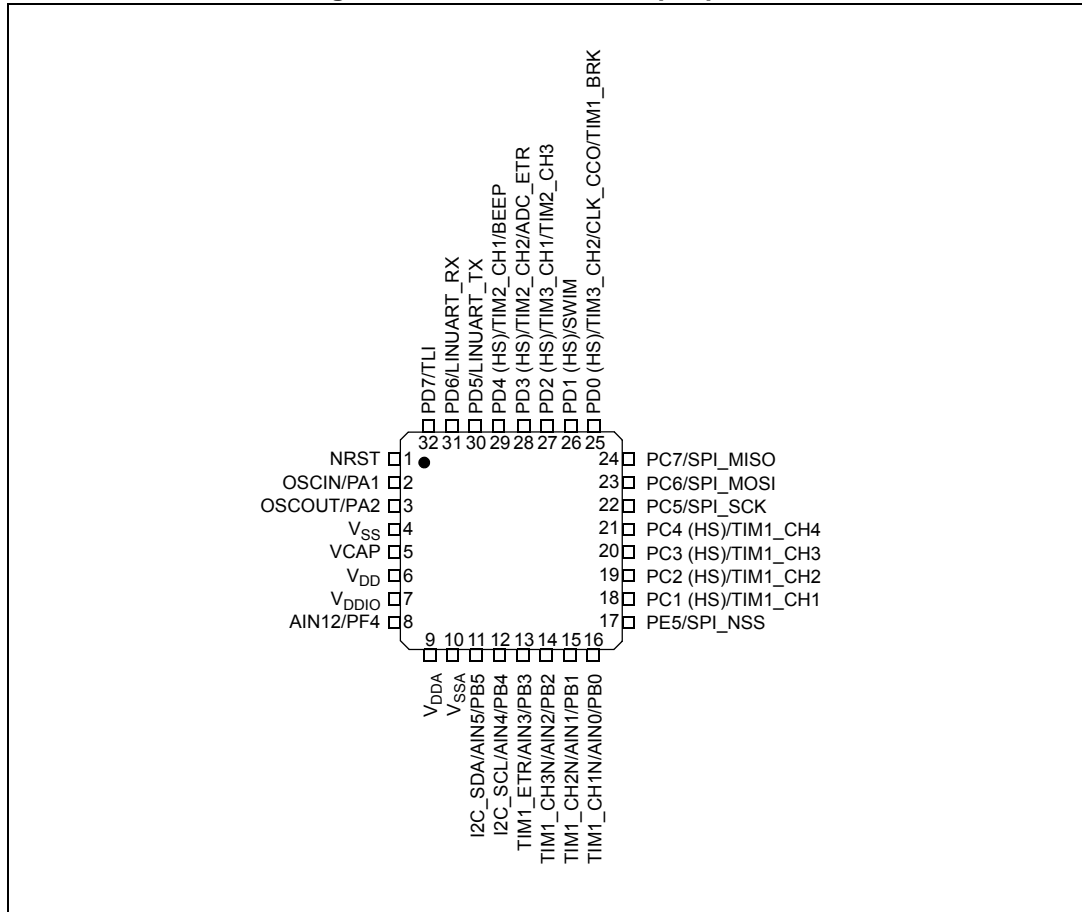 PD7/TLI
PD6/LINUART_RX
PD5/LINUART_TX
PD4 (HS)/TIM2_CH1/BEEP
PD3 (HS)/TIM2_CH2/ADC_ETR
PD2 (HS)/TIM3_CH1/TIM2_CH3
PD1 (HS)/SWIM
PD0 (HS)/TIM3_CH2/CLK_CCO/TIM1_BRK
32 31 30 29 28 27 26 25
NRST 1
OSCIN/PA1 2
OSCOUT/PA2 3
VSS 4
VCAP 5
VDD 6
VDDIO 7
AIN12/PF4 8
24 PC7/SPI_MISO
23 PC6/SPI_MOSI
22 PC5/SPI_SCK
21 PC4 (HS)/TIM1_CH4
20 PC3 (HS)/TIM1_CH3
19 PC2 (HS)/TIM1_CH2
18 PC1 (HS)/TIM1_CH1
17 PE5/SPI_NSS
9 10 11 12 13 14 15 16
VDDA
VSSA
I2C_SDA/AIN5/PB5
I2C_SCL/AIN4/PB4
TIM1_ETR/AIN3/PB3
TIM1_CH3N/AIN2/PB2
TIM1_CH2N/AIN1/PB1
TIM1_CH1N/AIN0/PB0